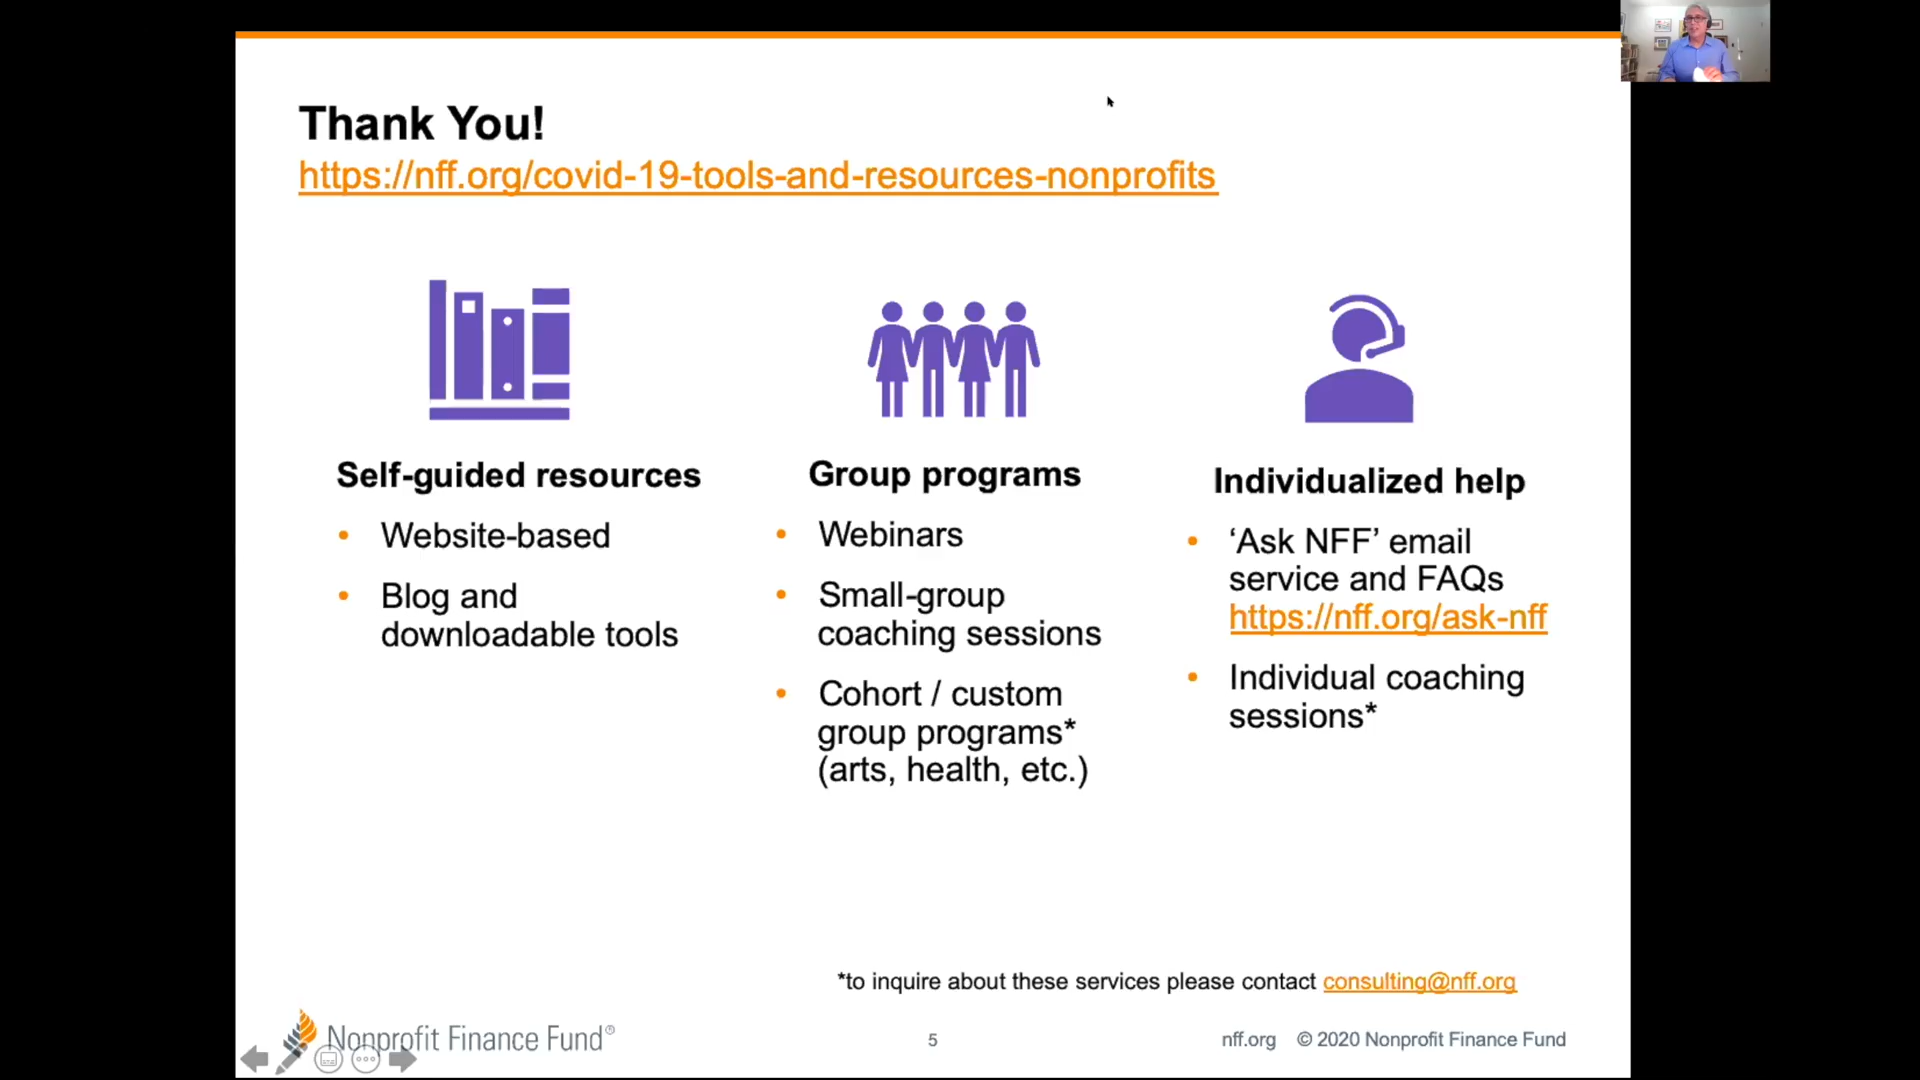 Thank You!
https://nff.org/covid-19-tools-and-resources-nonprofits
Self-guided resources
• Website-based
• Blog and
downloadable tools
Group programs
• Webinars
• Small-group
coaching sessions
• Cohort / custom
group programs*
(arts, health, etc.)
Individualized help
• ‘Ask NFF’ email
service and FAQs
https://nff.org/ask-nff
• Individual coaching
sessions*
*to inquire about these services please contact consulting@nff.org
Nonprofit Finance Fund®
5
nff.org © 2020 Nonprofit Finance Fund